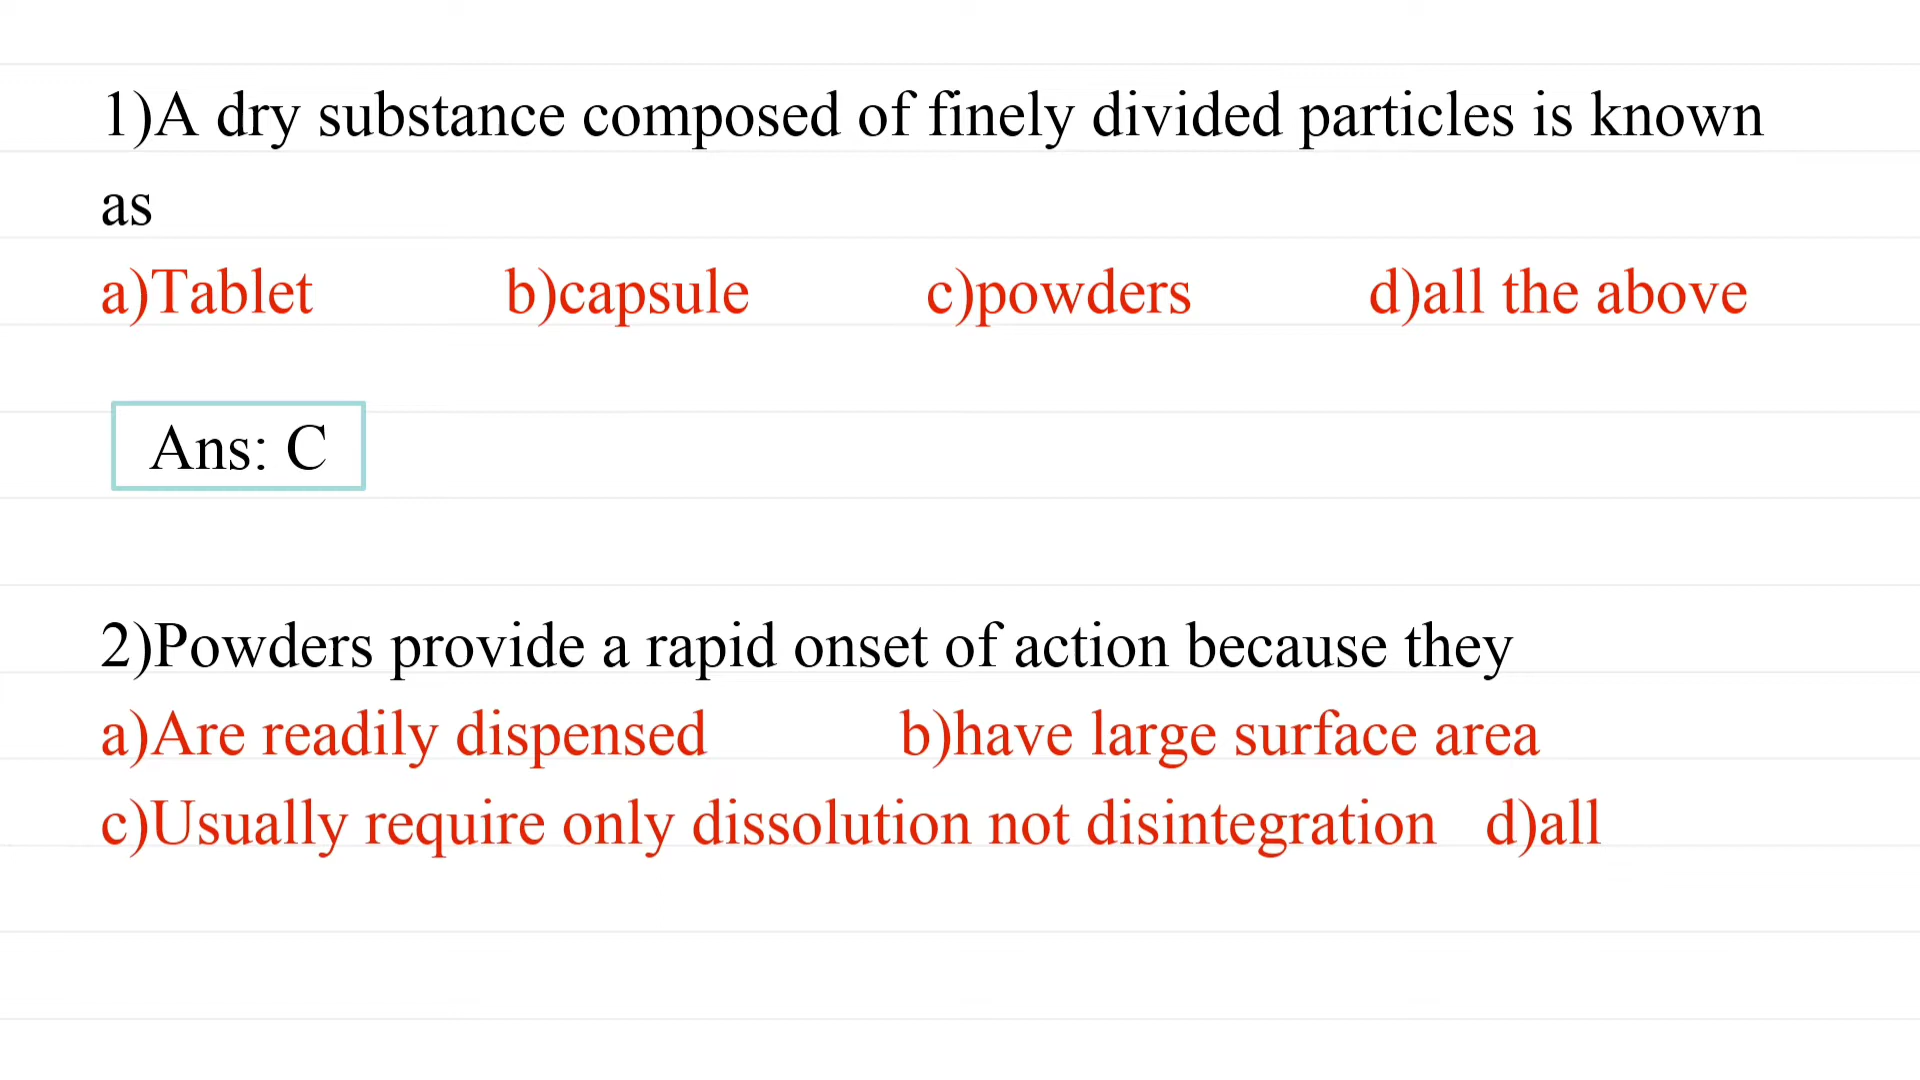 1)A dry substance composed of finely divided particles is known
as
a)Tablet b)capsule c)powders d)all the above
Ans: C
2)Powders provide a rapid onset of action because they
a)Are readily dispensed b)have large surface area
c)Usually require only dissolution not disintegration d)all